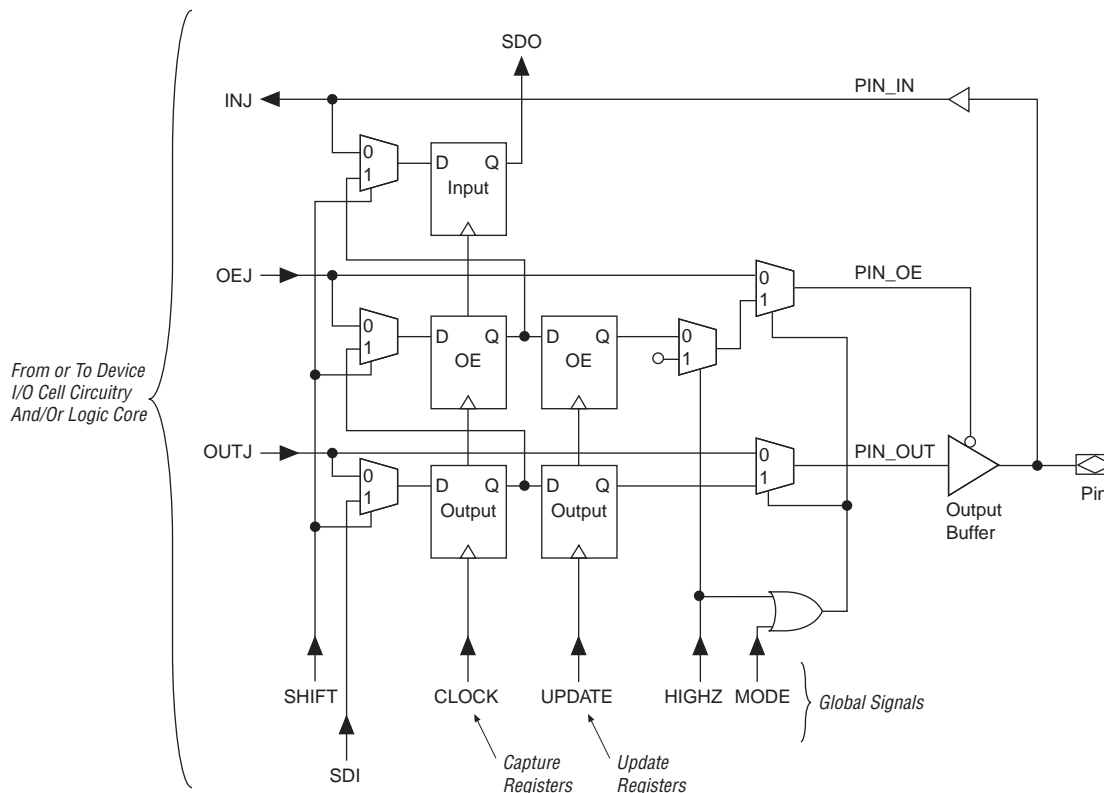 SDO
INJ
PIN_IN
0
1
D Q
Input
OEJ
0
1
PIN_OE
0
1
D Q
OE
D Q
OE
0
1
From or To Device
I/O Cell Circuitry
And/Or Logic Core
OUTJ
0
1
PIN_OUT
0
1
D Q
Output
D Q
Output
Pin
Output
Buffer
SHIFT
CLOCK
UPDATE
HIGHZ
MODE
Global Signals
SDI
Capture
Registers
Update
Registers